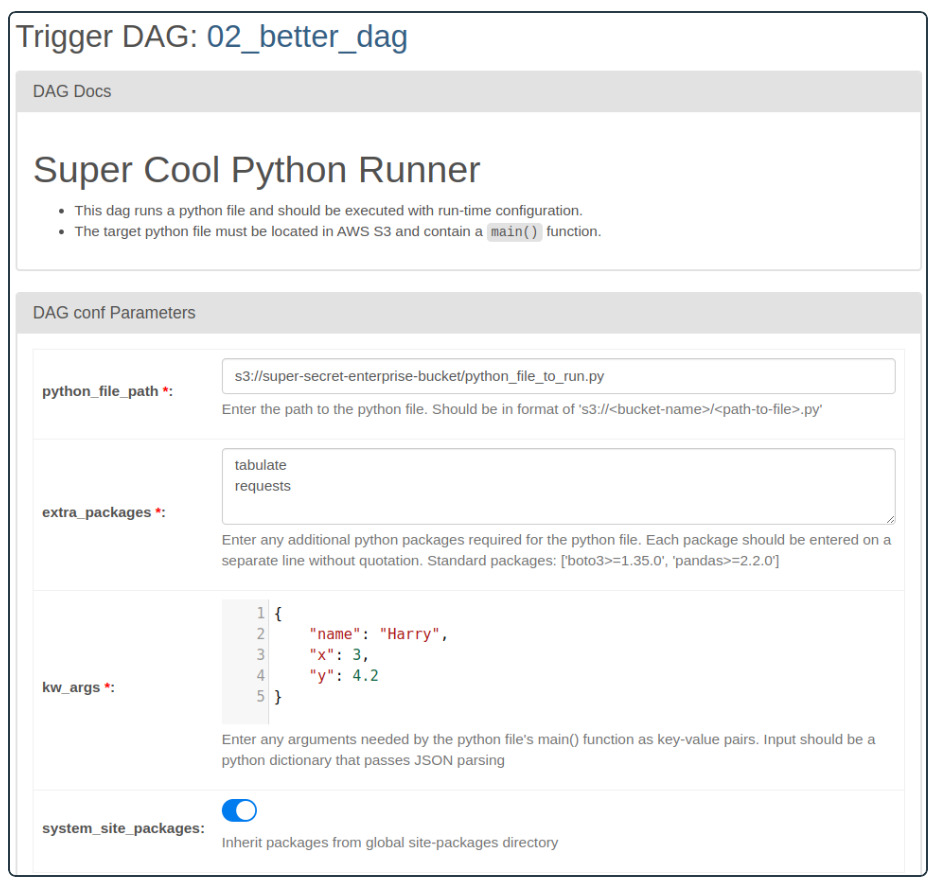 Trigger DAG: 02_better_dag
DAG Docs
Super Cool Python Runner
• This dag runs a python file and should be executed with run-time configuration.
• The target python file must be located in AWS S3 and contain a main() function.
DAG conf Parameters
python_file_path *:
s3://super-secret-enterprise-bucket/python_file_to_run.py
Enter the path to the python file. Should be in format of 's3://<bucket-name>/<path-to-file>.py'
extra_packages *:
tabulate
requests
Enter any additional python packages required for the python file. Each package should be entered on a
separate line without quotation. Standard packages: ['boto3>=1.35.0', 'pandas>=2.2.0']
kw_args *:
1 {
2     "name": "Harry",
3     "x": 3,
4     "y": 4.2
5 }
Enter any arguments needed by the python file's main() function as key-value pairs. Input should be a
python dictionary that passes JSON parsing
system_site_packages:
Inherit packages from global site-packages directory